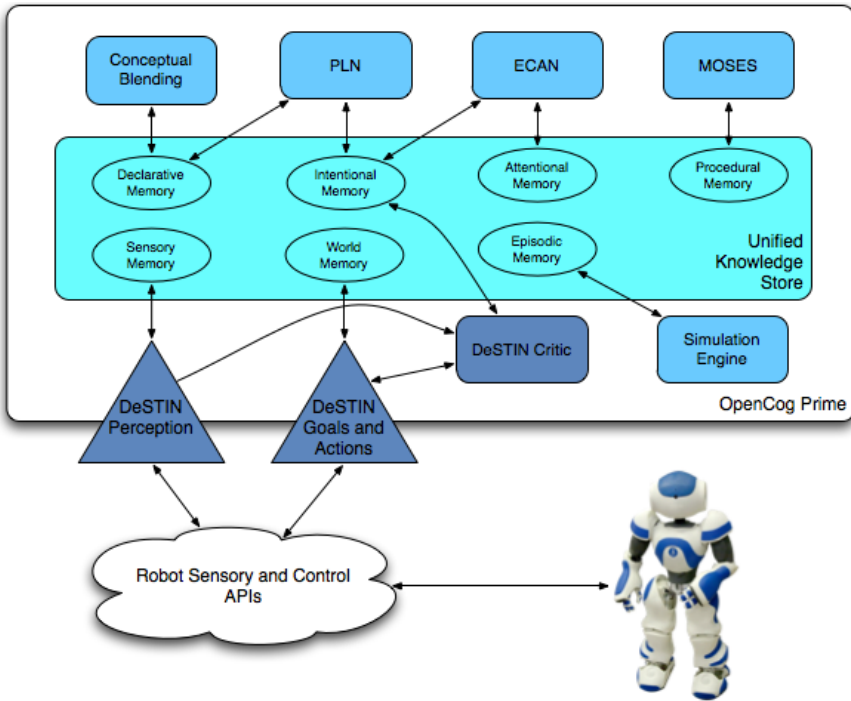 Conceptual
Blending
PLN
ECAN
MOSES
Declarative
Memory
Intentional
Memory
Attentional
Memory
Procedural
Memory
Sensory
Memory
World
Memory
Episodic
Memory
Unified
Knowledge
Store
DeSTIN Critic
Simulation
Engine
DeSTIN
Perception
DeSTIN
Goals and
Actions
OpenCog Prime
Robot Sensory and Control
APIs